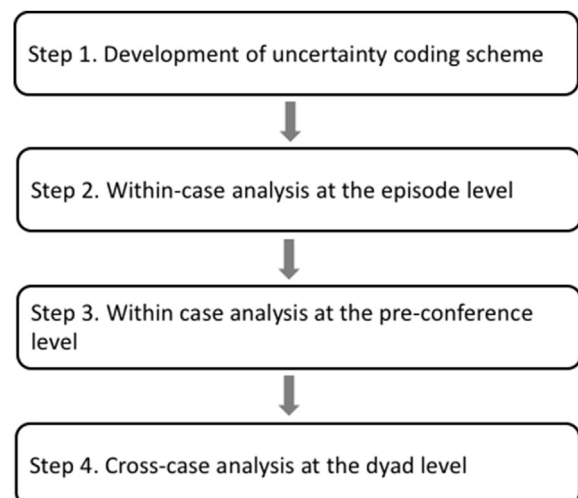 Step 1. Development of uncertainty coding scheme
Step 2. Within-case analysis at the episode level
Step 3. Within case analysis at the pre-conference
level
Step 4. Cross-case analysis at the dyad level